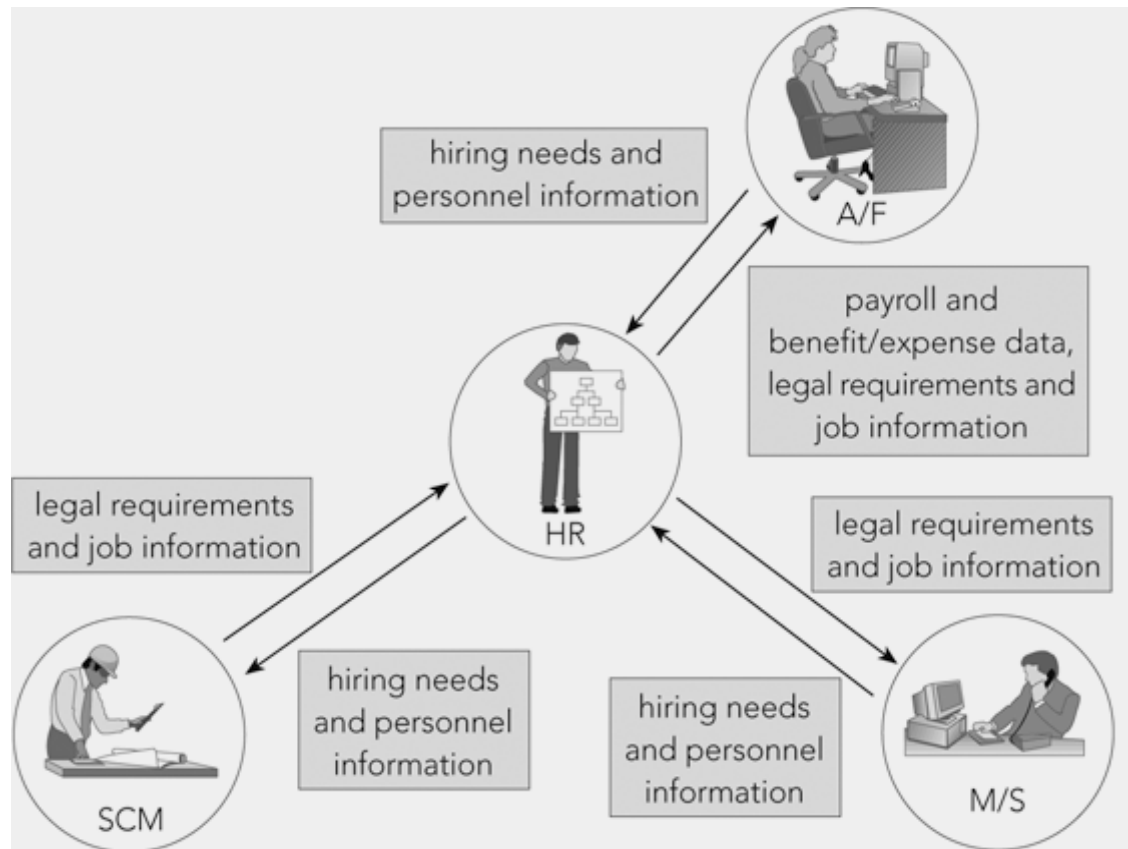 A/F
hiring needs and
personnel information
payroll and
benefit/expense data,
legal requirements and
job information
HR
legal requirements
and job information
legal requirements
and job information
hiring needs
and personnel
information
hiring needs
and personnel
information
SCM
M/S